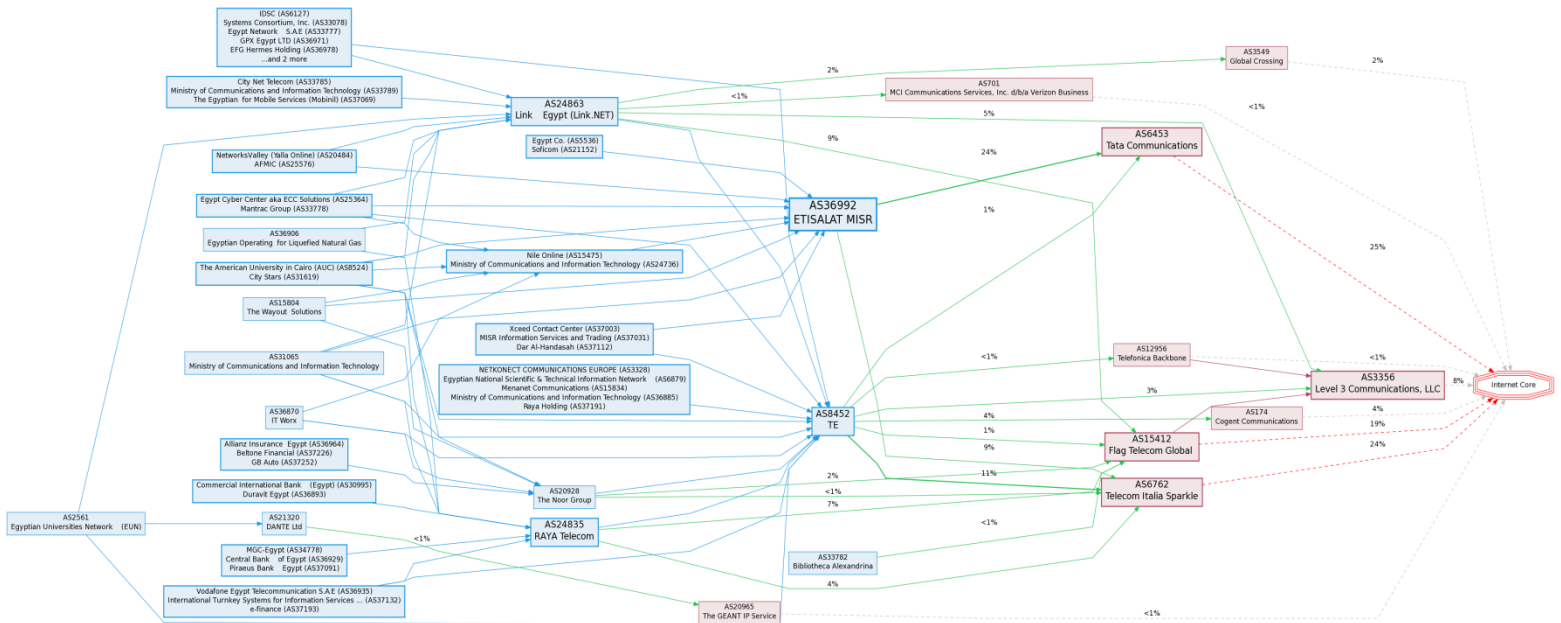 IDSC (AS6127)
Systems Consortium, Inc. (AS33078)
Egypt Network S.A.E (AS33777)
GPX Egypt LTD (AS36971)
EFG Hermes Holding (AS36978)
...and 2 more
City Net Telecom (AS33785)
Ministry of Communications and Information Technology (AS33789)
The Egyptian for Mobile Services (Mobinil) (AS37069)
NetworksValley (Yalla Online) (AS20484)
AFMIC (AS25576)
Egypt Cyber Center aka ECC Solutions (AS25364)
Mantrac Group (AS33778)
AS36906
Egyptian Operating for Liquefied Natural Gas
The American University in Cairo (AUC) (AS8524)
City Stars (AS31619)
AS15804
The Wayout Solutions
AS31065
Ministry of Communications and Information Technology
AS36870
IT Worx
Allianz Insurance Egypt (AS36964)
Beltone Financial (AS37226)
GB Auto (AS37252)
Commercial International Bank (Egypt) (AS30995)
Duravit Egypt (AS36893)
AS2561
Egyptian Universities Network (EUN)
AS21320
DANTE Ltd
MGC-Egypt (AS34778)
Central Bank of Egypt (AS36929)
Piraeus Bank Egypt (AS37091)
Vodafone Egypt Telecommunication S.A.E (AS36935)
International Turnkey Systems for Information Services ... (AS37132)
e-finance (AS37193)
AS24863
Link Egypt (Link.NET)
Egypt Co. (AS5536)
Soficom (AS21152)
Nile Online (AS15475)
Ministry of Communications and Information Technology (AS24736)
Xceed Contact Center (AS37003)
MISR Information Services and Trading (AS37031)
Dar Al-Handasah (AS37112)
NETKONECT COMMUNICATIONS EUROPE (AS3328)
Egyptian National Scientific & Technical Information Network (AS6879)
Menanet Communications (AS15834)
Ministry of Communications and Information Technology (AS36885)
Raya Holding (AS37191)
AS20928
The Noor Group
AS24835
RAYA Telecom
<1%
AS36992
ETISALAT MISR
AS8452
TE
AS33782
Bibliotheca Alexandrina
AS20965
The GEANT IP Service
2%
<1%
9%
2%
<1%
7%
4%
AS701
MCI Communications Services, Inc. d/b/a Verizon Business
5%
24%
1%
<1%
4%
1%
9%
11%
<1%
AS6453
Tata Communications
AS12956
Telefonica Backbone
3%
AS15412
Flag Telecom Global
AS6762
Telecom Italia Sparkle
<1%
AS3549
Global Crossing
<1%
AS174
Cogent Communications
2%
25%
<1%
AS3356
Level 3 Communications, LLC
4%
19%
24%
8%
Internet Core